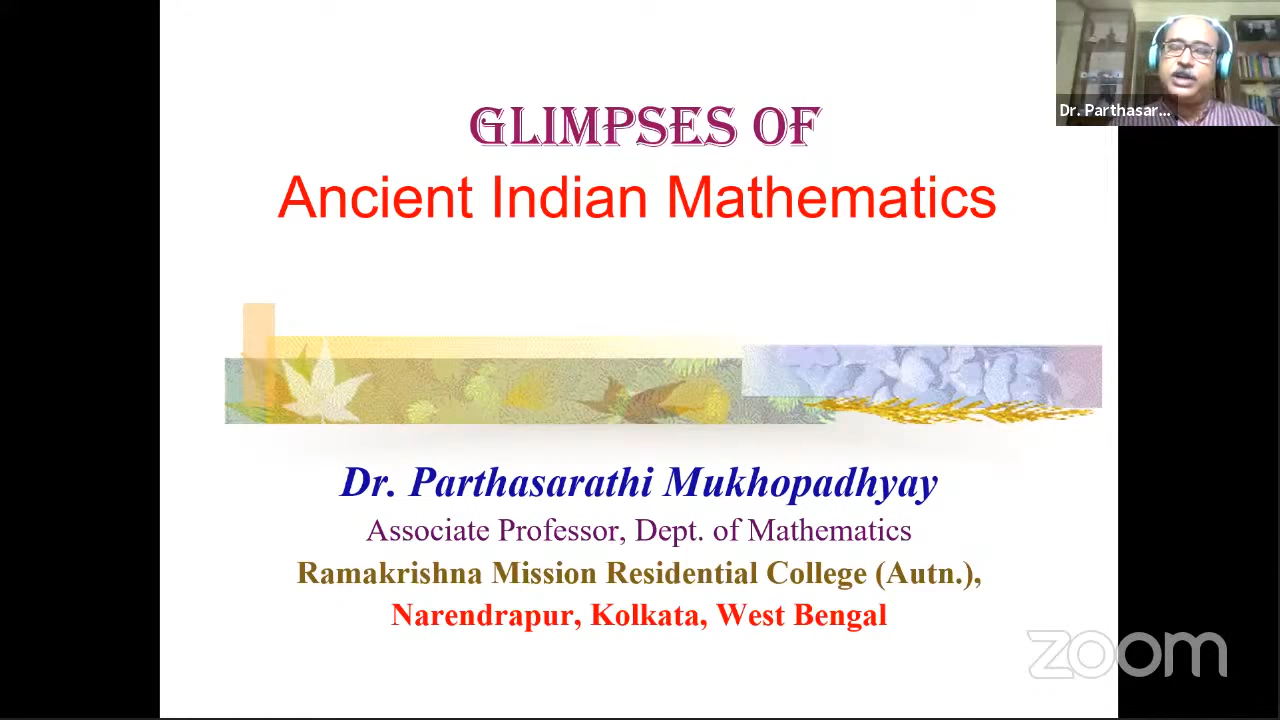 GLIMPSES OF
Ancient Indian Mathematics
Dr. Parthasarathi Mukhopadhyay
Associate Professor, Dept. of Mathematics
Ramakrishna Mission Residential College (Autn.),
Narendrapur, Kolkata, West Bengal
Dr. Parthasar...
zoom